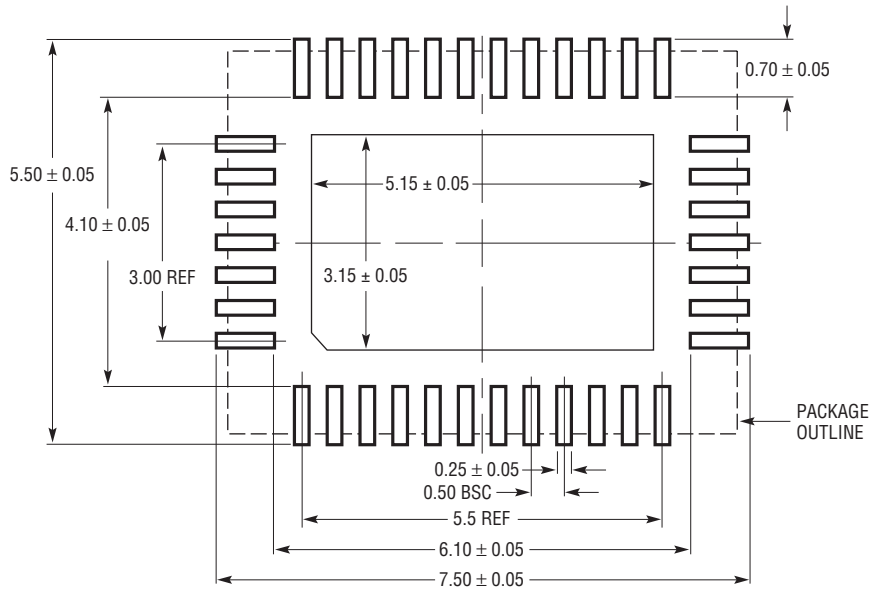 0.70 ± 0.05
5.50 ± 0.05
5.15 ± 0.05
4.10 ± 0.05
3.00 REF
3.15 ± 0.05
PACKAGE
OUTLINE
0.25 ± 0.05
0.50 BSC
5.5 REF
6.10 ± 0.05
7.50 ± 0.05